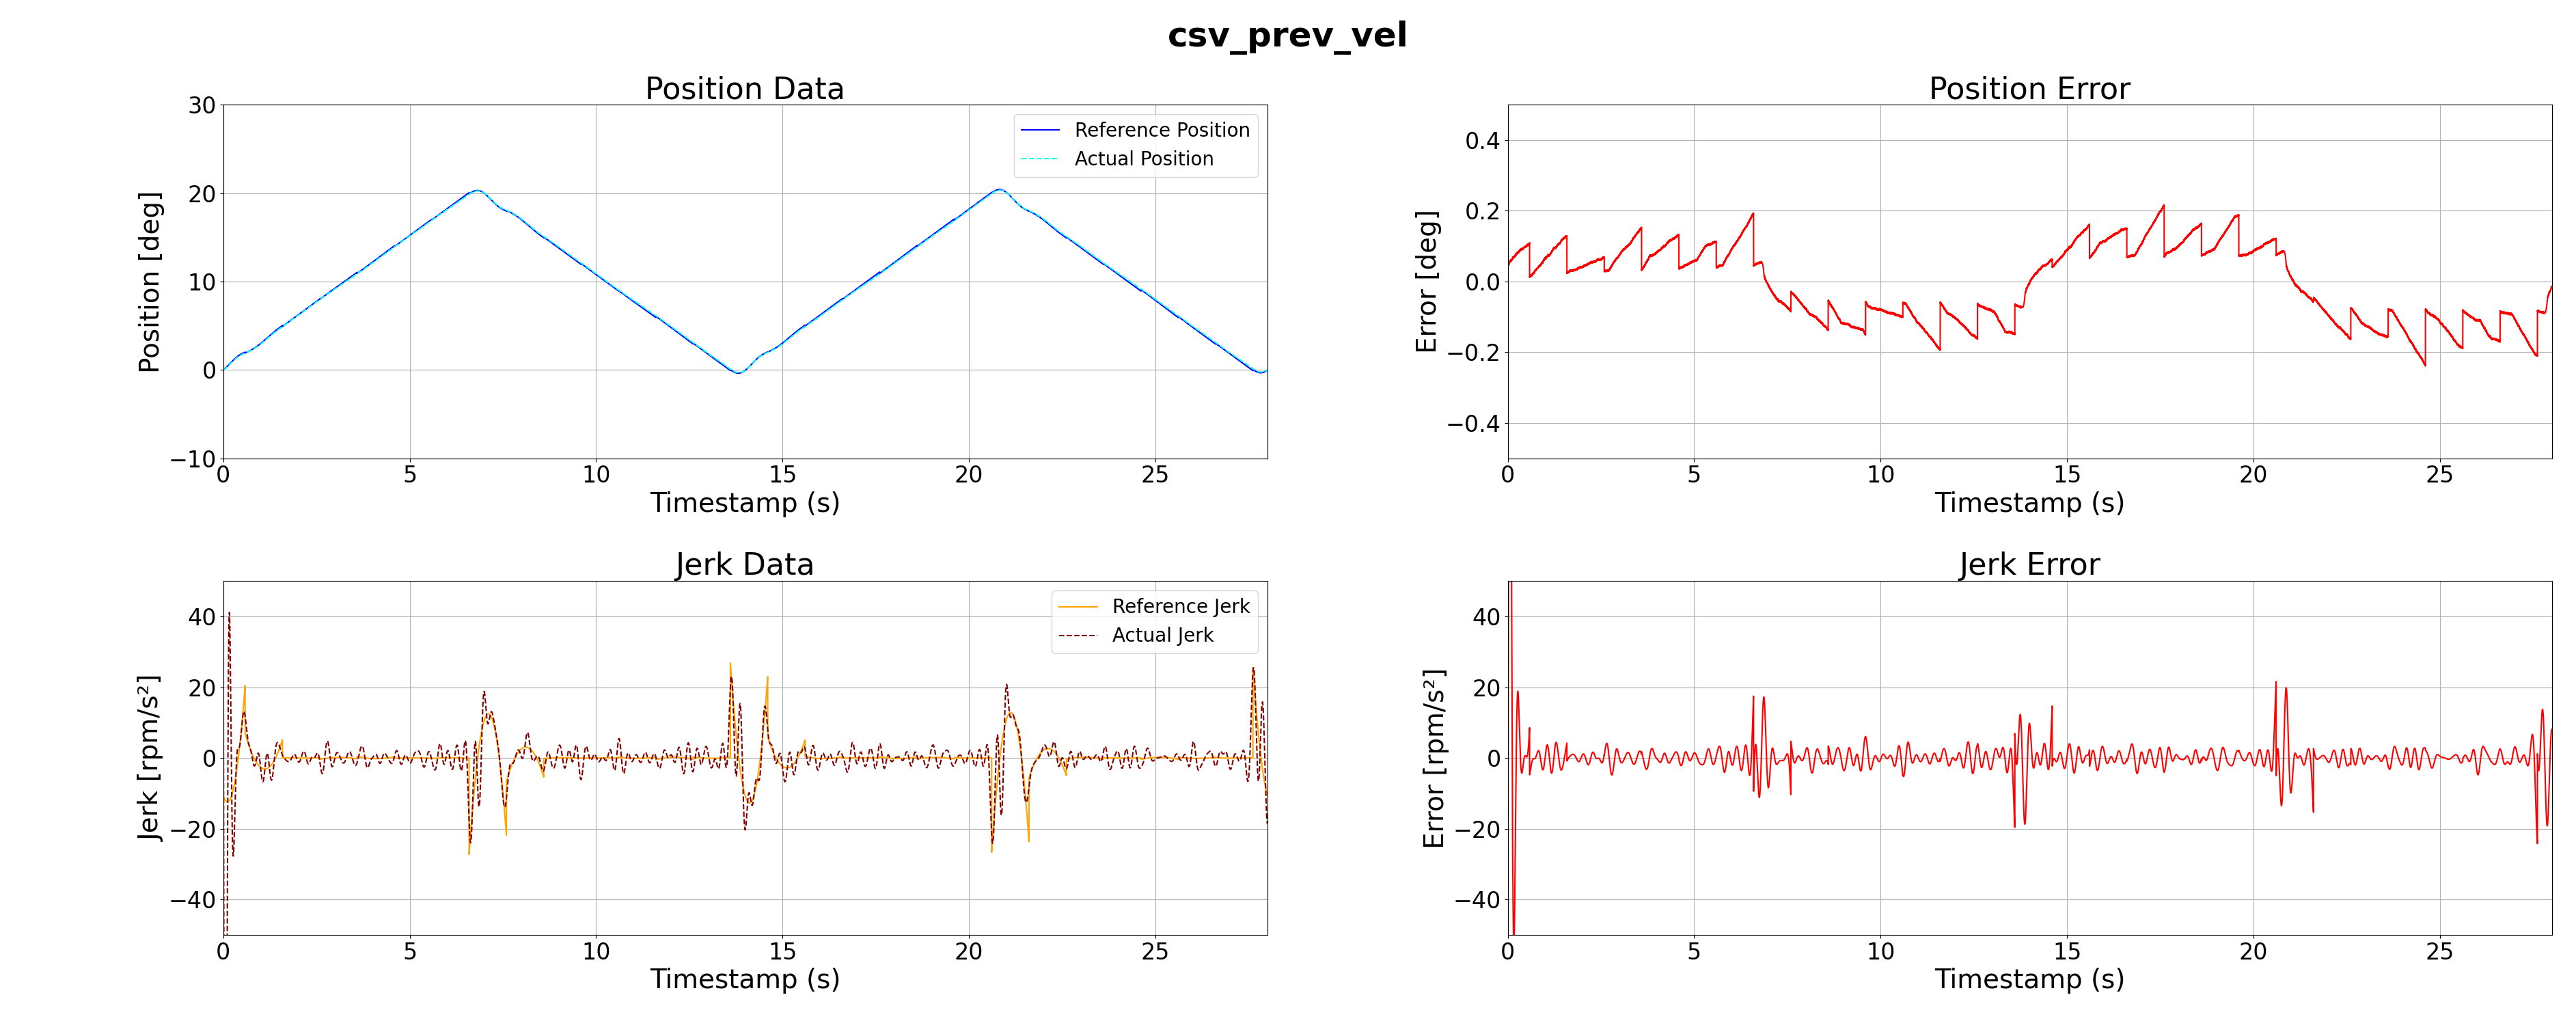 csv_prev_vel
Position Data
30
20
10
0
−10
Position [deg]
Reference Position
Actual Position
0 5 10 15 20 25
Timestamp (s)
Position Error
0.4
0.2
0.0
−0.2
−0.4
Error [deg]
0 5 10 15 20 25
Timestamp (s)
Jerk Data
40
20
0
−20
−40
Jerk [rpm/s²]
Reference Jerk
Actual Jerk
0 5 10 15 20 25
Timestamp (s)
Jerk Error
40
20
0
−20
−40
Error [rpm/s²]
0 5 10 15 20 25
Timestamp (s)